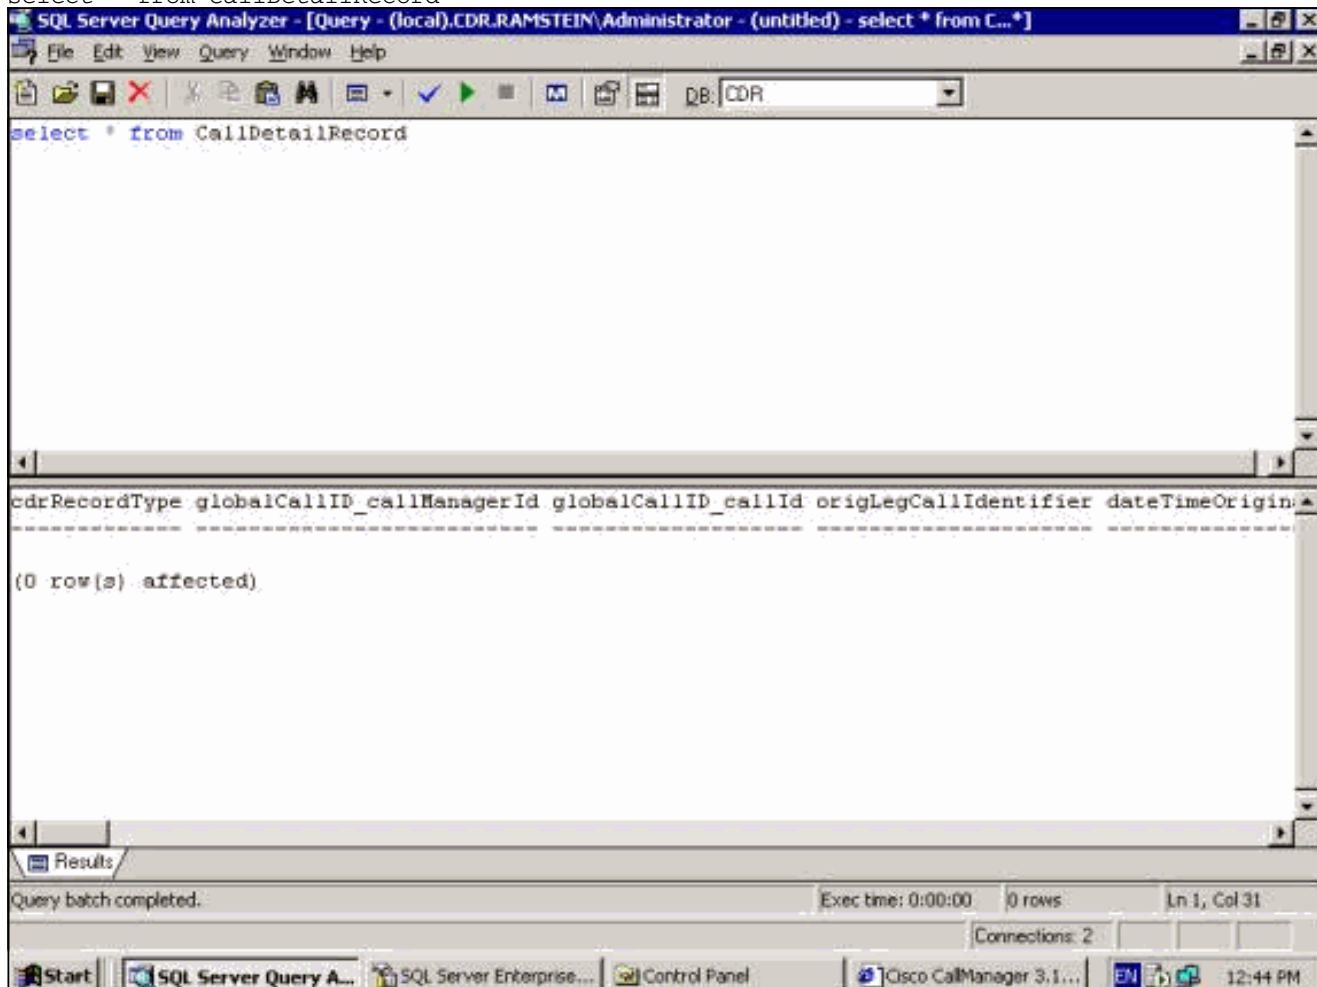 select * from CallDetailRecord
SQL Server Query Analyzer - [Query - (local).CDR.RAMSTEIN\Administrator - (untitled) - select * from C...*]
File Edit View Query Window Help
DB: CDR
select * from CallDetailRecord
cdrRecordType globalCallID_callManagerId globalCallID_callId origLegCallIdentifier dateTimeOrigin
(0 row(s) affected)
Results
Query batch completed. Exec time: 0:00:00 0 rows Ln 1, Col 31
Connections: 2
Start SQL Server Query A... SQL Server Enterprise... Control Panel Cisco CallManager 3.1.... EN 12:44 PM